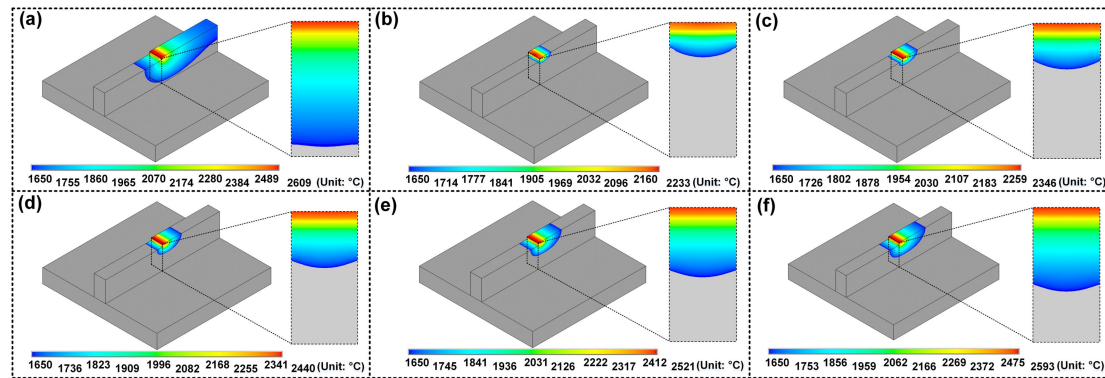 (a)
1650 1755 1860 1965 2070 2174 2280 2384 2489 2609 (Unit: °C)
(b)
1650 1714 1777 1841 1905 1969 2032 2096 2160 2233 (Unit: °C)
(c)
1650 1726 1802 1878 1954 2030 2107 2183 2259 2346 (Unit: °C)
(d)
1650 1736 1823 1909 1996 2082 2168 2255 2341 2440 (Unit: °C)
(e)
1650 1745 1841 1936 2031 2126 2222 2317 2412 2521 (Unit: °C)
(f)
1650 1753 1856 1959 2062 2166 2269 2372 2475 2593 (Unit: °C)